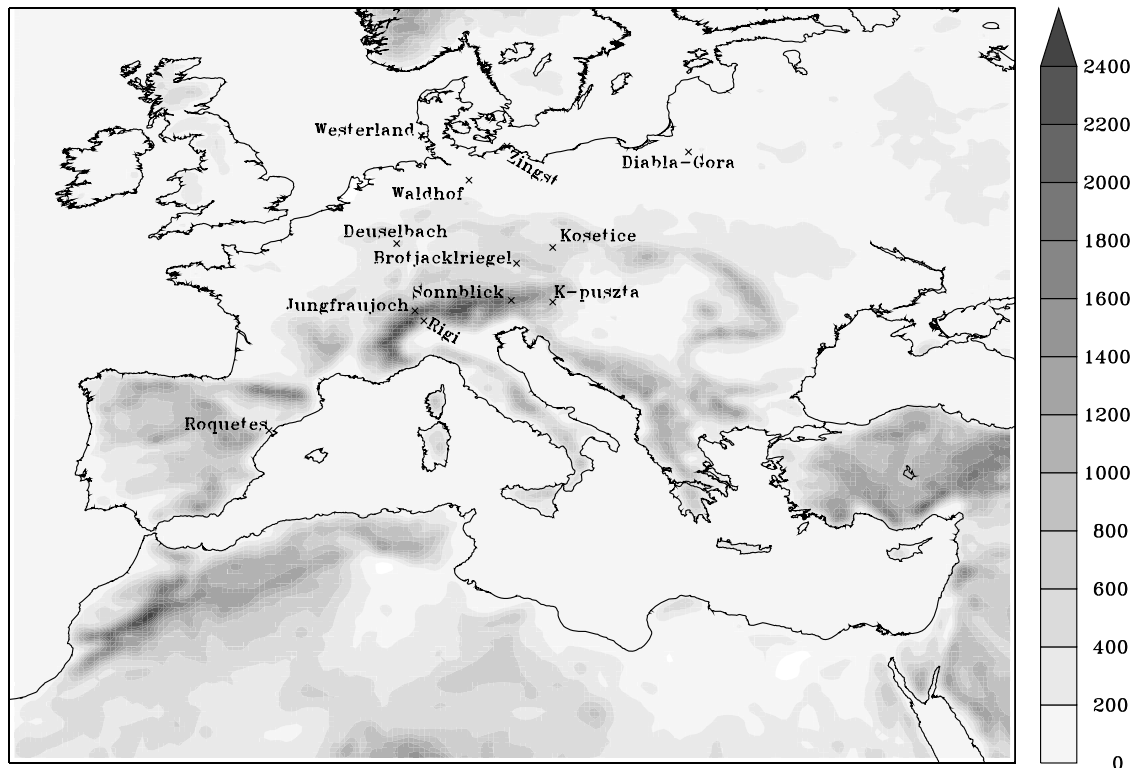 Westerland
Zingst
Diabla-Gora
Waldhof
Deuselbach
Kosetice
Brotjacklriegel
Sonnblick
K-puszta
Jungfraujoch
Rigi
Roquetes
2400
2200
2000
1800
1600
1400
1200
1000
800
600
400
200
0